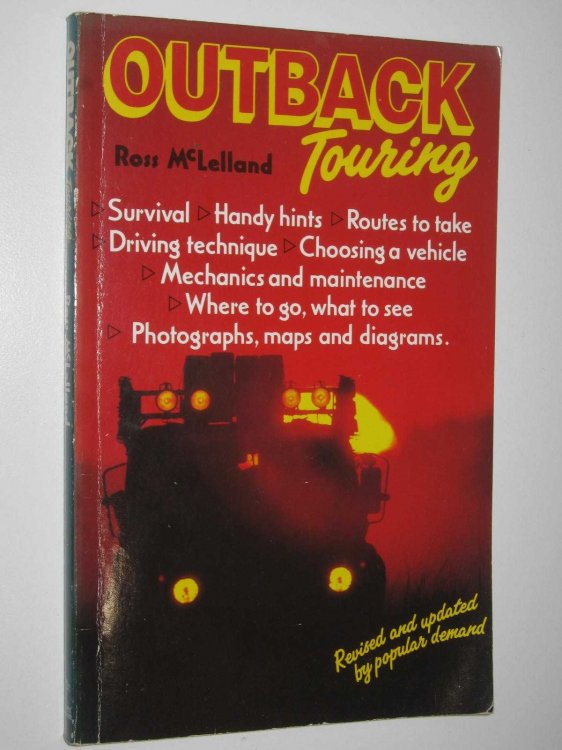 OUTBACK
Touring
Ross McLelland
Survival Handy hints Routes to take
Driving technique Choosing a vehicle
Mechanics and maintenance
Where to go, what to see
Photographs, maps and diagrams.
Revised and updated
by popular demand